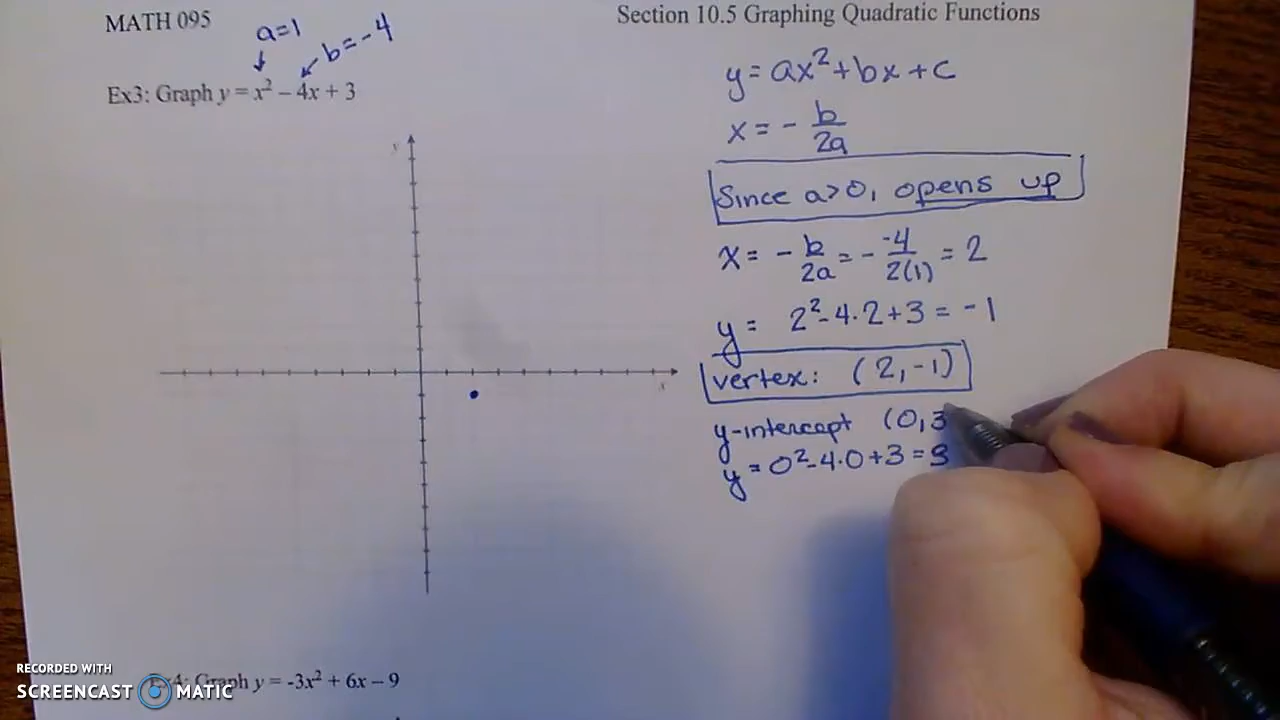 MATH 095
Section 10.5 Graphing Quadratic Functions
a=1
b=-4
Ex3: Graph y = x² – 4x + 3
y = ax² + bx + c
x = - b/2a
Since a>0, opens up
x = - b/2a = - -4/2(1) = 2
y = 2²-4·2+3 = -1
vertex: (2,-1)
y-intercept (0,3
y = 0²-4·0+3=3
y
x
Ex4: Graph y = -3x² + 6x – 9
RECORDED WITH
SCREENCAST MATIC